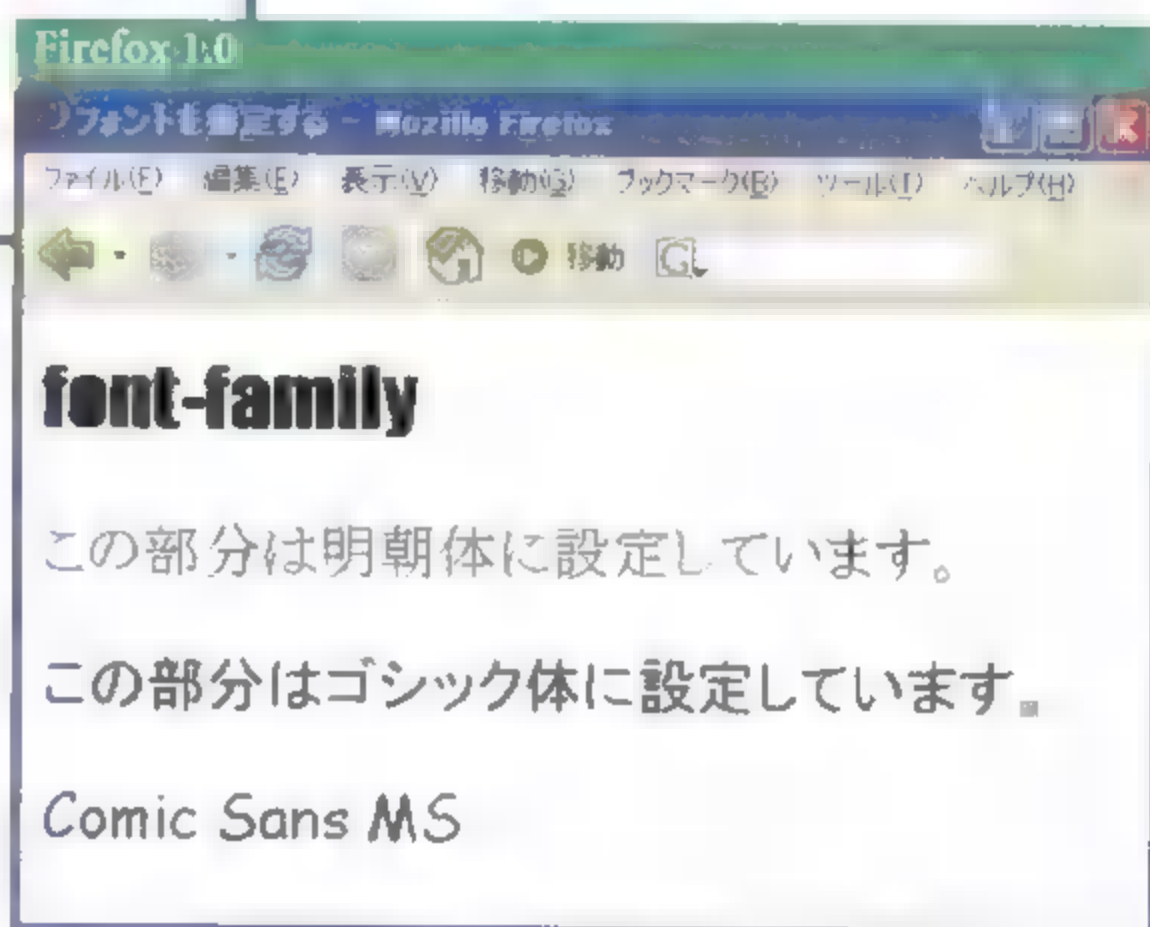 Firefox 1.0
フォントを指定する - Mozilla Firefox
ファイル(F) 編集(E) 表示(V) 移動(G) ブックマーク(B) ツール(T) ヘルプ(H)
移動 G
font-family
この部分は明朝体に設定しています。
この部分はゴシック体に設定しています。
Comic Sans MS